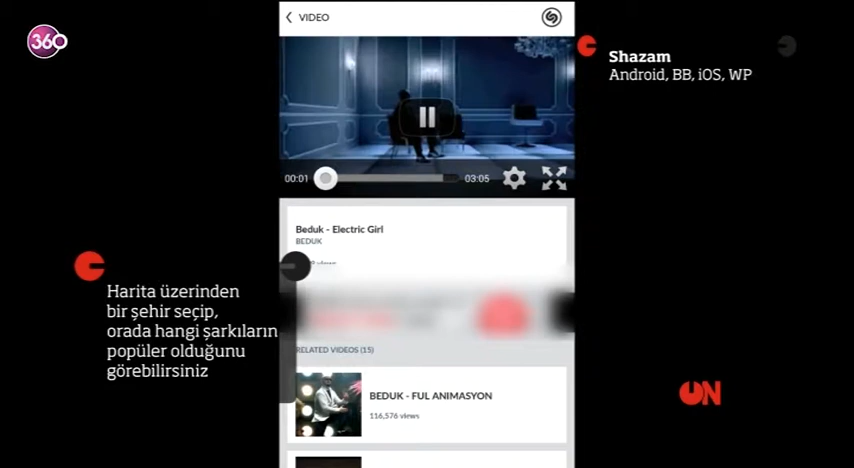 360
VIDEO
Shazam
Android, BB, iOS, WP
00:01
03:05
Beduk - Electric Girl
BEDUK
views
Harita üzerinden
bir şehir seçip,
orada hangi şarkıların
popüler olduğunu
görebilirsiniz
RELATED VIDEOS (15)
BEDUK - FUL ANIMASYON
116,576 views
ON